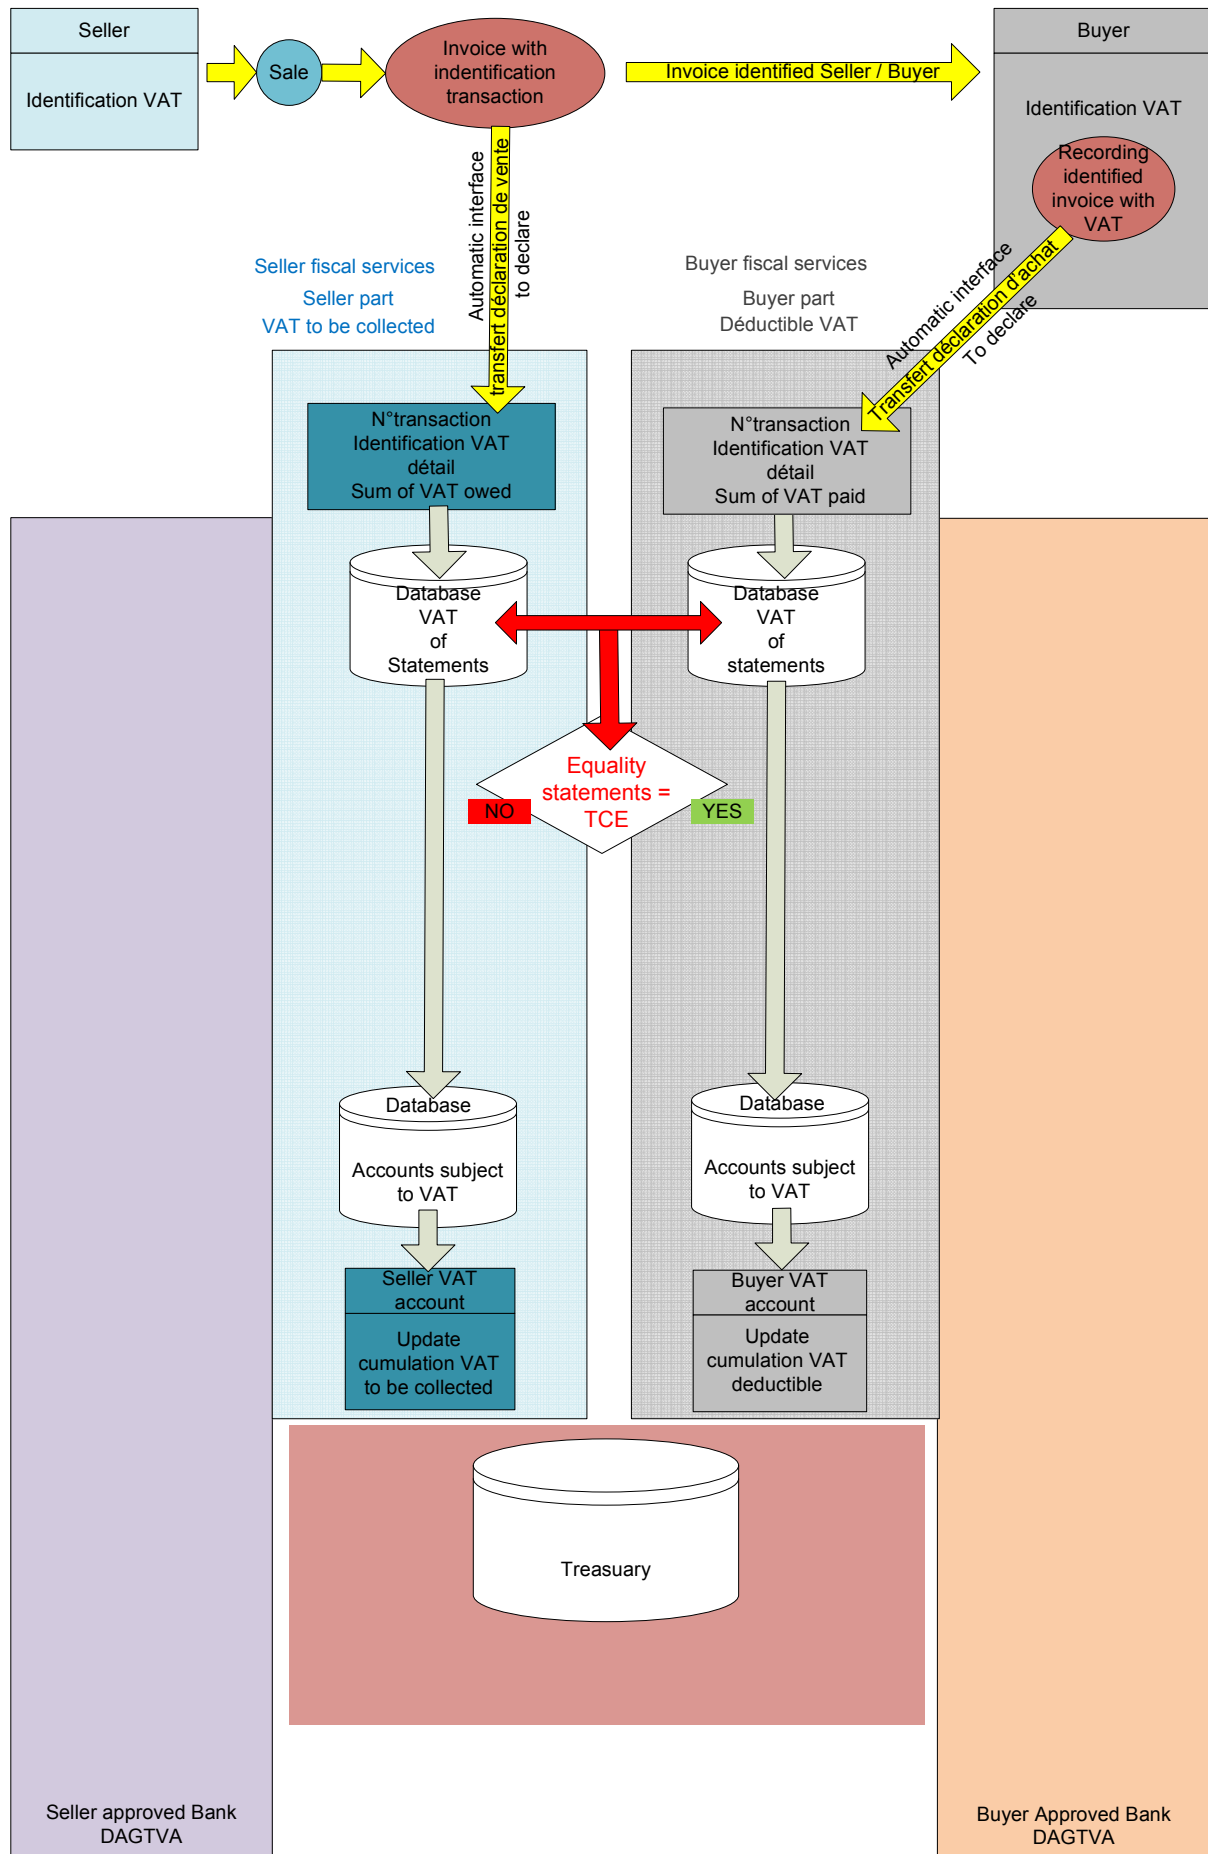 Seller
Identification VAT
Sale
Invoice with
indentification
transaction
Invoice identified Seller / Buyer
Buyer
Identification VAT
Recording
identified
invoice with
VAT
Automatic interface
transfert déclaration de vente
to declare
Automatic interface
Transfert déclaration d'achat
To declare
Seller fiscal services
Seller part
VAT to be collected
Buyer fiscal services
Buyer part
Déductible VAT
N°transaction
Identification VAT
détail
Sum of VAT owed
N°transaction
Identification VAT
détail
Sum of VAT paid
Database
VAT
of
Statements
Database
VAT
of
statements
Equality
statements =
TCE
NO
YES
Database
Accounts subject
to VAT
Database
Accounts subject
to VAT
Seller VAT
account
Update
cumulation VAT
to be collected
Buyer VAT
account
Update
cumulation VAT
deductible
Treasuary
Seller approved Bank
DAGTVA
Buyer Approved Bank
DAGTVA